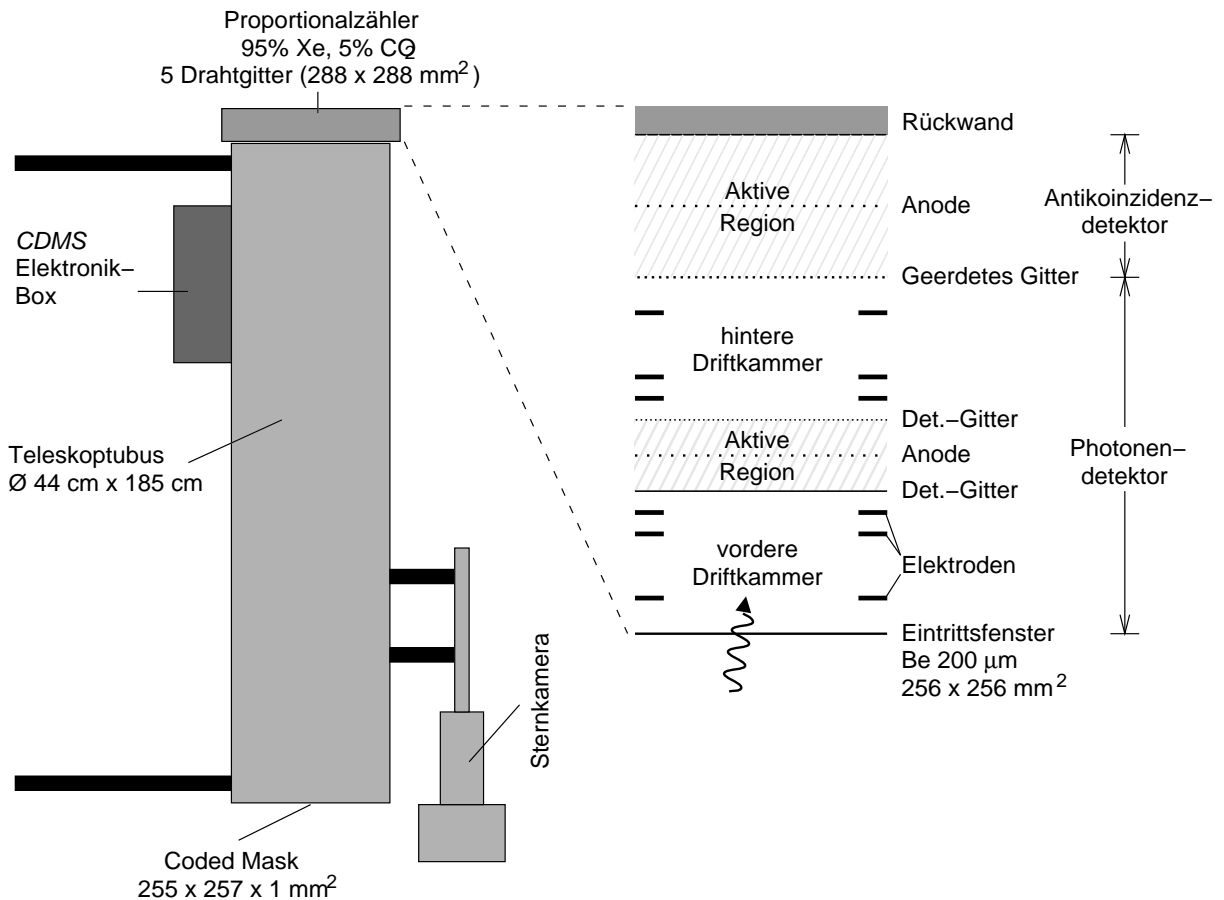 Proportionalzähler
95% Xe, 5% CO2
5 Drahtgitter (288 x 288 mm2)
CDMS
Elektronik−
Box
Teleskoptubus
Ø 44 cm x 185 cm
Sternkamera
Coded Mask
255 x 257 x 1 mm2
Rückwand
Aktive
Region
Anode
Antikoinzidenz−
detektor
Geerdetes Gitter
hintere
Driftkammer
Det.−Gitter
Aktive
Region
Anode
Photonen−
detektor
Det.−Gitter
vordere
Driftkammer
Elektroden
Eintrittsfenster
Be 200 μm
256 x 256 mm2